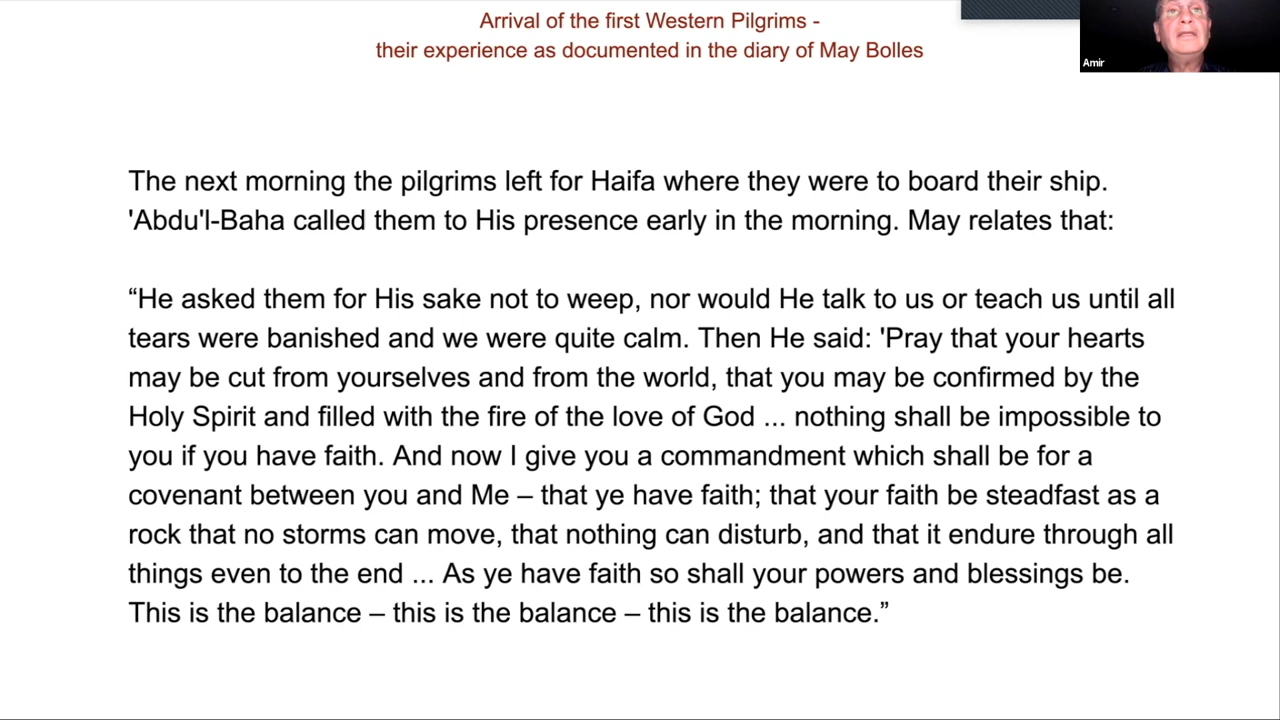 Arrival of the first Western Pilgrims -
their experience as documented in the diary of May Bolles
Amir
The next morning the pilgrims left for Haifa where they were to board their ship.
'Abdu'l-Baha called them to His presence early in the morning. May relates that:
“He asked them for His sake not to weep, nor would He talk to us or teach us until all
tears were banished and we were quite calm. Then He said: 'Pray that your hearts
may be cut from yourselves and from the world, that you may be confirmed by the
Holy Spirit and filled with the fire of the love of God ... nothing shall be impossible to
you if you have faith. And now I give you a commandment which shall be for a
covenant between you and Me – that ye have faith; that your faith be steadfast as a
rock that no storms can move, that nothing can disturb, and that it endure through all
things even to the end ... As ye have faith so shall your powers and blessings be.
This is the balance – this is the balance – this is the balance.”